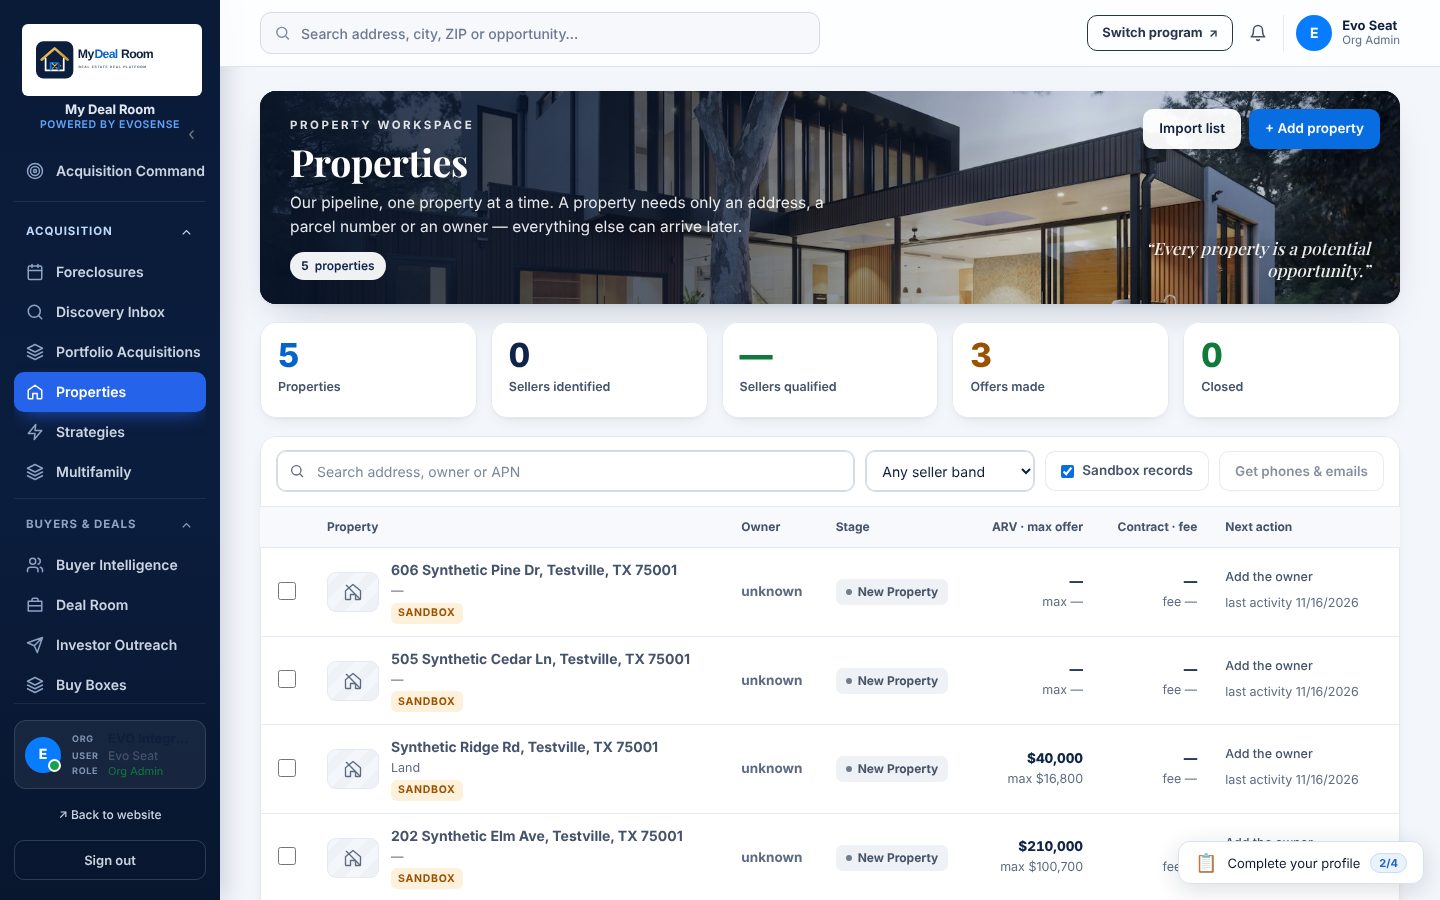 MyDeal Room
REAL ESTATE DEAL PLATFORM
My Deal Room
POWERED BY EVOSENSE
Acquisition Command
ACQUISITION
Foreclosures
Discovery Inbox
Portfolio Acquisitions
Properties
Strategies
Multifamily
BUYERS & DEALS
Buyer Intelligence
Deal Room
Investor Outreach
Buy Boxes
E
ORG EVO Integr...
USER Evo Seat
ROLE Org Admin
↗ Back to website
Sign out
Search address, city, ZIP or opportunity...
Switch program ↗
E
Evo Seat
Org Admin
PROPERTY WORKSPACE
Properties
Our pipeline, one property at a time. A property needs only an address, a
parcel number or an owner — everything else can arrive later.
5 properties
Import list
+ Add property
“Every property is a potential
opportunity.”
5
Properties
0
Sellers identified
—
Sellers qualified
3
Offers made
0
Closed
Search address, owner or APN
Any seller band
Sandbox records
Get phones & emails
Property Owner Stage ARV · max offer Contract · fee Next action
606 Synthetic Pine Dr, Testville, TX 75001
—
SANDBOX
unknown
New Property
—
max —
—
fee —
Add the owner
last activity 11/16/2026
505 Synthetic Cedar Ln, Testville, TX 75001
—
SANDBOX
unknown
New Property
—
max —
—
fee —
Add the owner
last activity 11/16/2026
Synthetic Ridge Rd, Testville, TX 75001
Land
SANDBOX
unknown
New Property
$40,000
max $16,800
—
fee —
Add the owner
last activity 11/16/2026
202 Synthetic Elm Ave, Testville, TX 75001
—
SANDBOX
unknown
New Property
$210,000
max $100,700
fee
Add the owner
Complete your profile 2/4